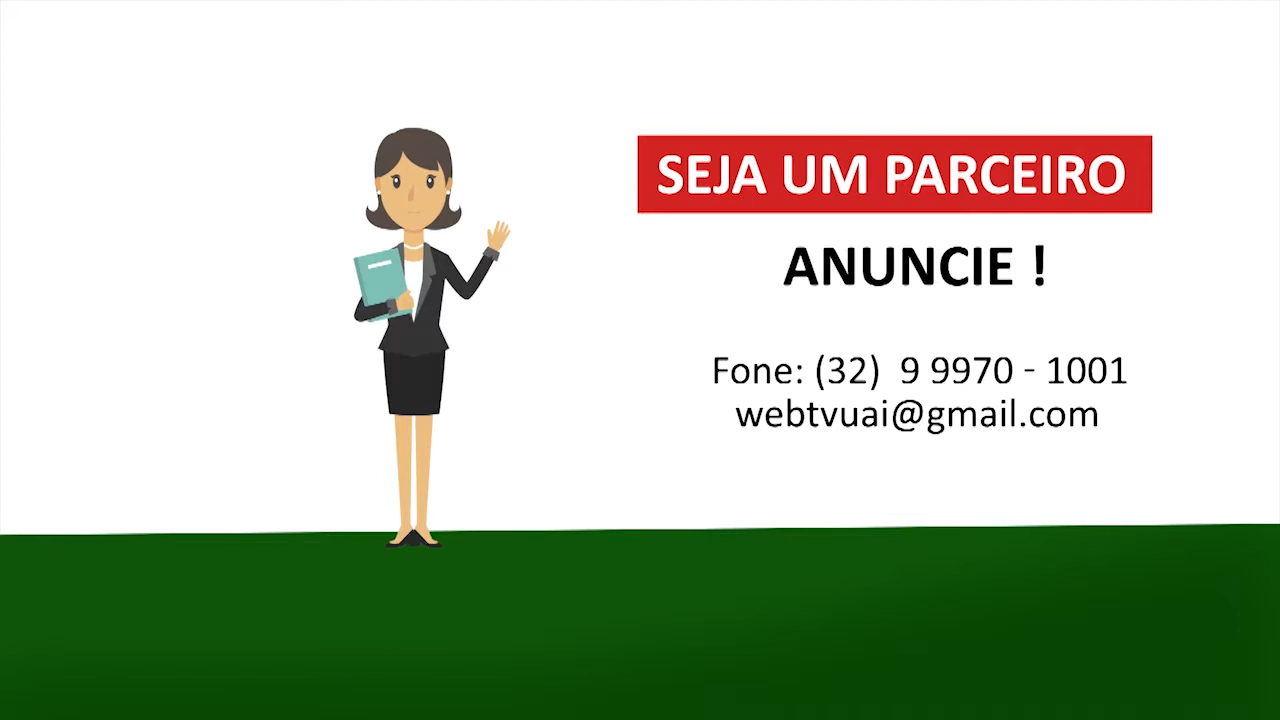 SEJA UM PARCEIRO
ANUNCIE !
Fone: (32) 9 9970 - 1001
webtvuai@gmail.com